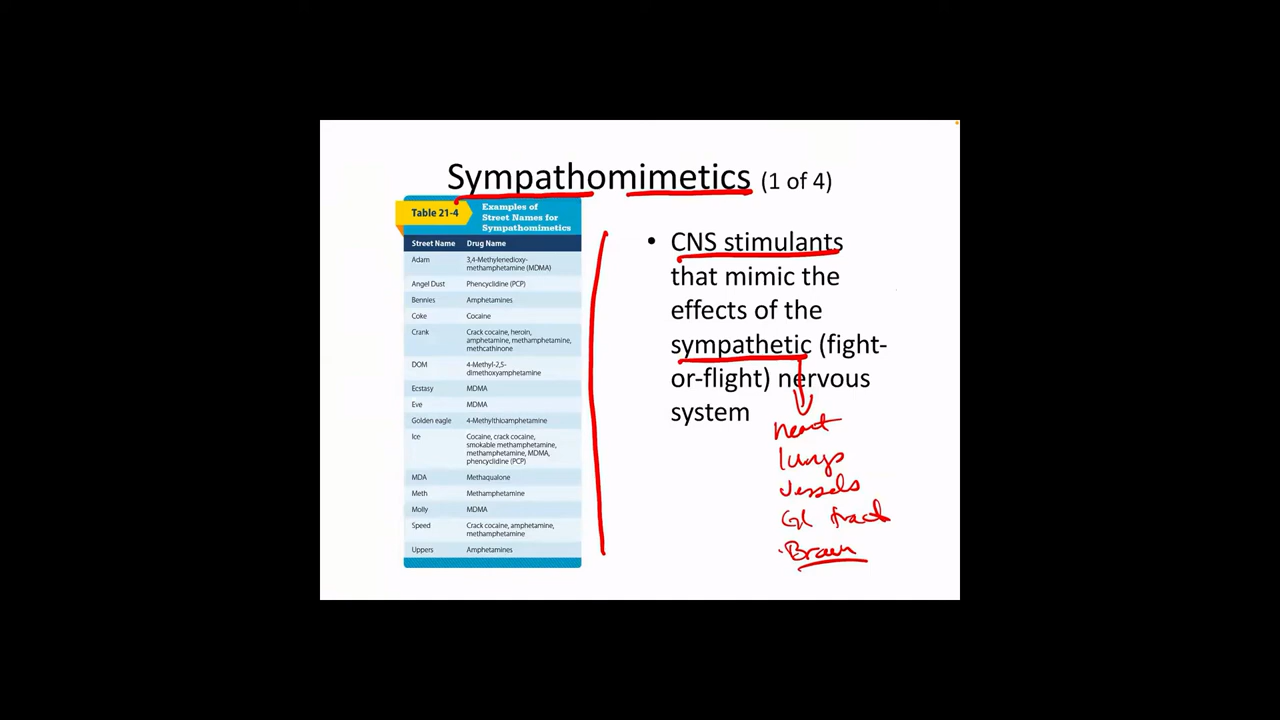 Sympathomimetics (1 of 4)
Table 21-4
Examples of
Street Names for
Sympathomimetics
Street Name Drug Name
Adam 3,4-Methylenedioxy-
methamphetamine (MDMA)
Angel Dust Phencyclidine (PCP)
Bennies Amphetamines
Coke Cocaine
Crank Crack cocaine, heroin,
amphetamine, methamphetamine,
methcathinone
DOM 4-Methyl-2,5-
dimethoxyamphetamine
Ecstasy MDMA
Eve MDMA
Golden eagle 4-Methylthioamphetamine
Ice Cocaine, crack cocaine,
smokable methamphetamine,
methamphetamine, MDMA,
phencyclidine (PCP)
MDA Methaqualone
Meth Methamphetamine
Molly MDMA
Speed Crack cocaine, amphetamine,
methamphetamine
Uppers Amphetamines
• CNS stimulants
that mimic the
effects of the
sympathetic (fight-
or-flight) nervous
system
heart
lungs
vessels
GI tract
Brain